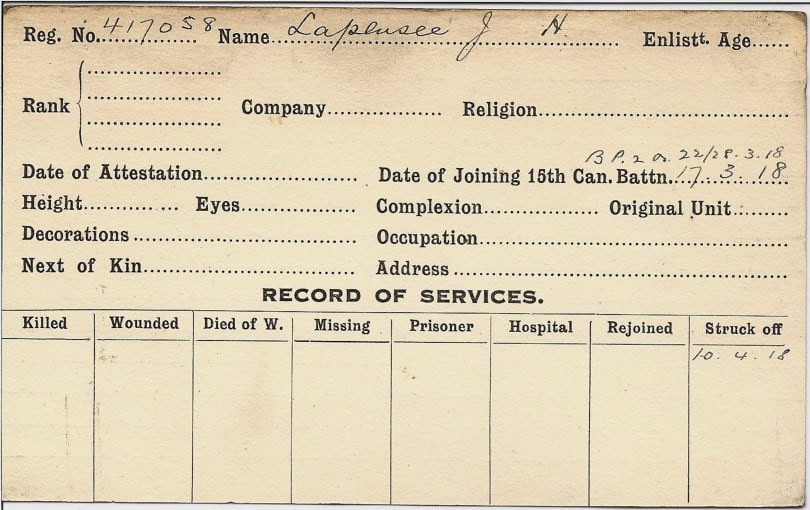 Reg. No. 417058 Name Lapensee J H Enlistt. Age
Rank Company Religion
B P. 2 O. 22/28.3.18
Date of Attestation Date of Joining 15th Can. Battn. 17.3.18
Height Eyes Complexion Original Unit
Decorations Occupation
Next of Kin Address
RECORD OF SERVICES.
Killed Wounded Died of W. Missing Prisoner Hospital Rejoined Struck off
10.4.18